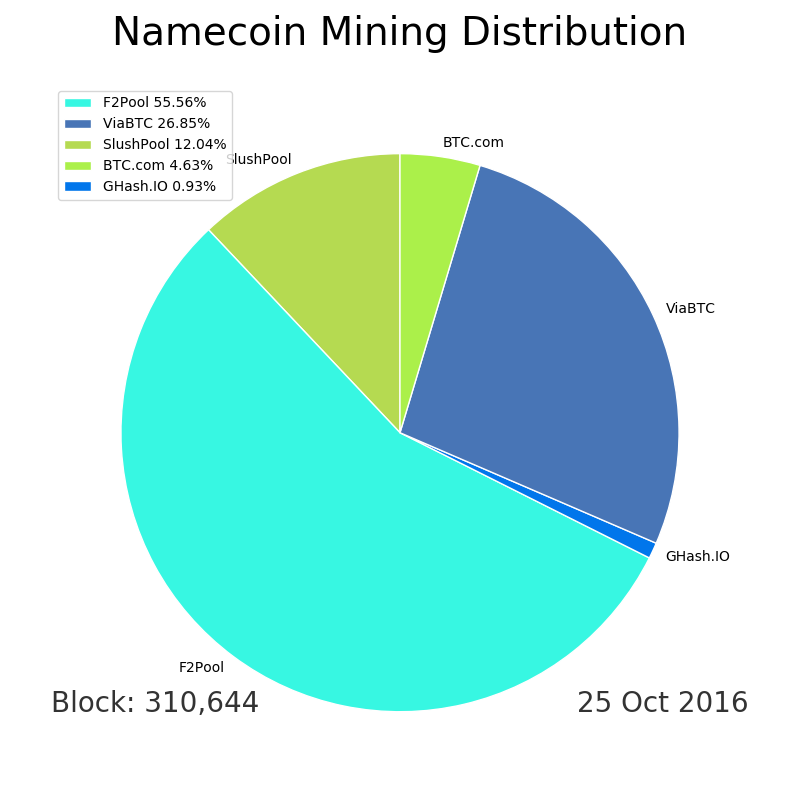 Namecoin Mining Distribution
F2Pool 55.56%
ViaBTC 26.85%
SlushPool 12.04%
BTC.com 4.63%
GHash.IO 0.93%
BTC.com
SlushPool
ViaBTC
GHash.IO
F2Pool
Block: 310,644
25 Oct 2016